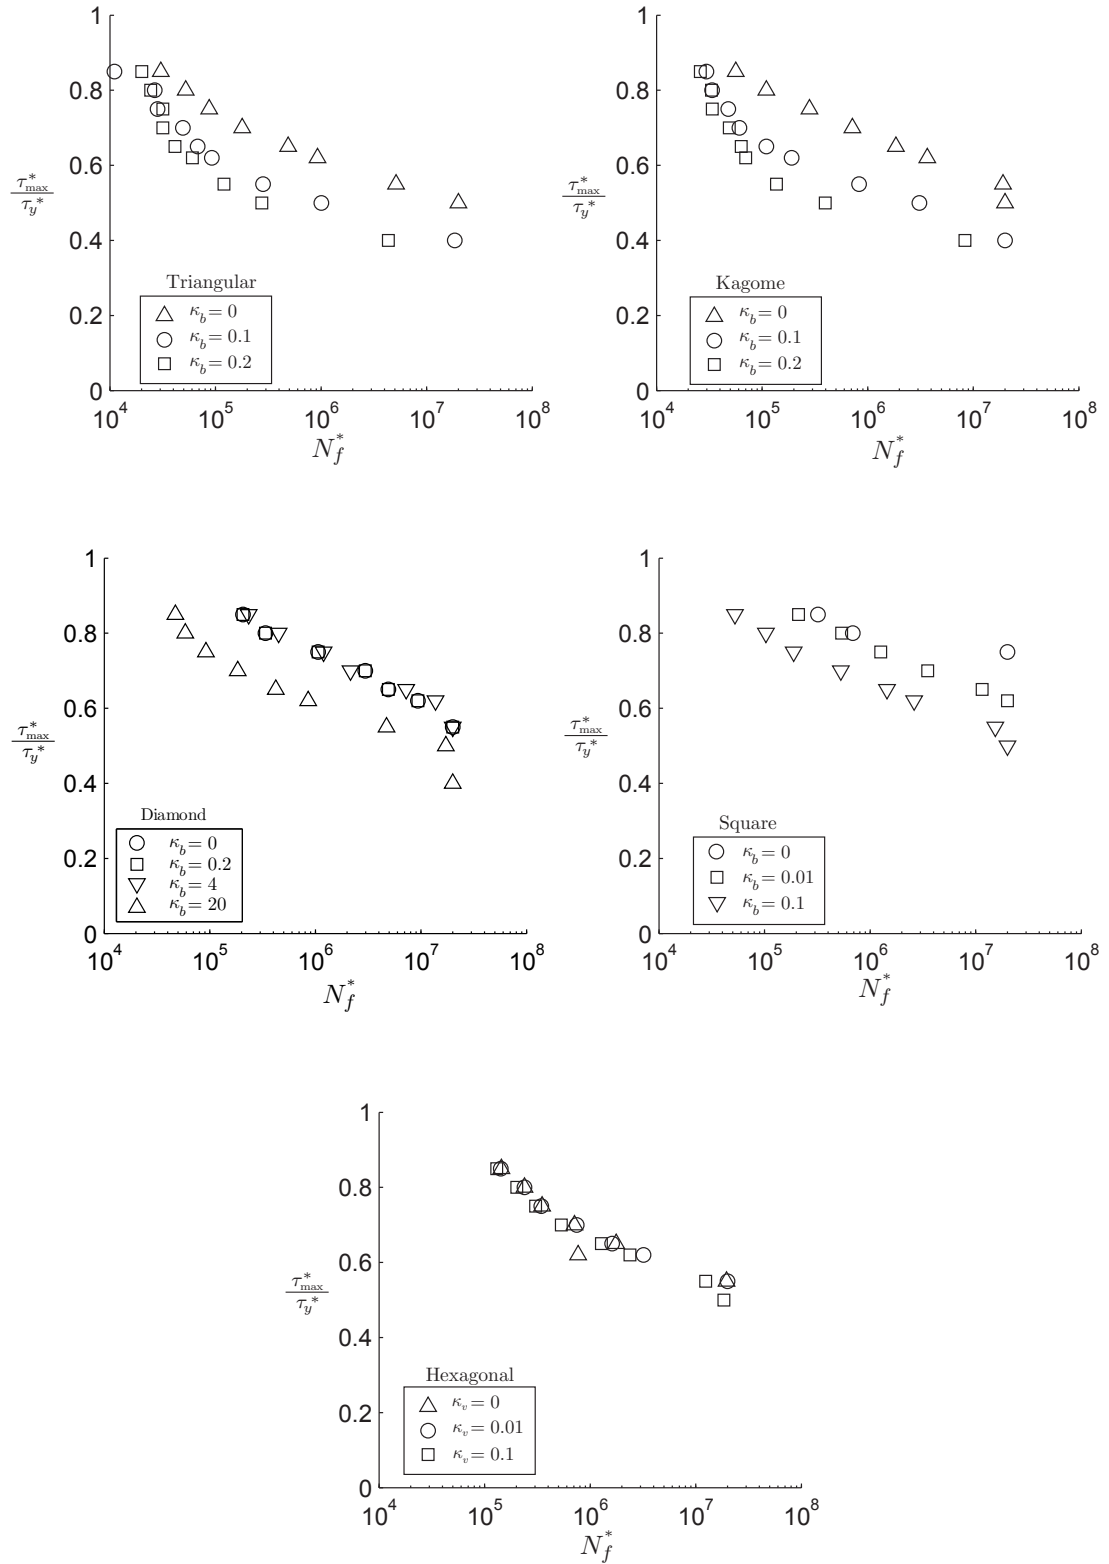 1
0.8
0.6
0.4
0.2
0
τ*max
τy*
Triangular
κb = 0
κb = 0.1
κb = 0.2
10^4 10^5 10^6 10^7 10^8
N*f
1
0.8
0.6
0.4
0.2
0
τ*max
τy*
Kagome
κb = 0
κb = 0.1
κb = 0.2
10^4 10^5 10^6 10^7 10^8
N*f
1
0.8
0.6
0.4
0.2
0
τ*max
τy*
Diamond
κb = 0
κb = 0.2
κb = 4
κb = 20
10^4 10^5 10^6 10^7 10^8
N*f
1
0.8
0.6
0.4
0.2
0
τ*max
τy*
Square
κb = 0
κb = 0.01
κb = 0.1
10^4 10^5 10^6 10^7 10^8
N*f
1
0.8
0.6
0.4
0.2
0
τ*max
τy*
Hexagonal
κv = 0
κv = 0.01
κv = 0.1
10^4 10^5 10^6 10^7 10^8
N*f